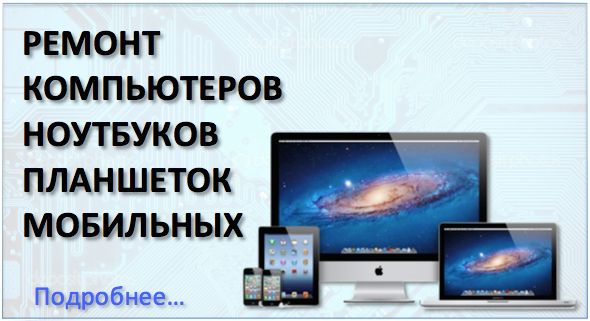 РЕМОНТ
КОМПЬЮТЕРОВ
НОУТБУКОВ
ПЛАНШЕТОК
МОБИЛЬНЫХ
Подробнее...